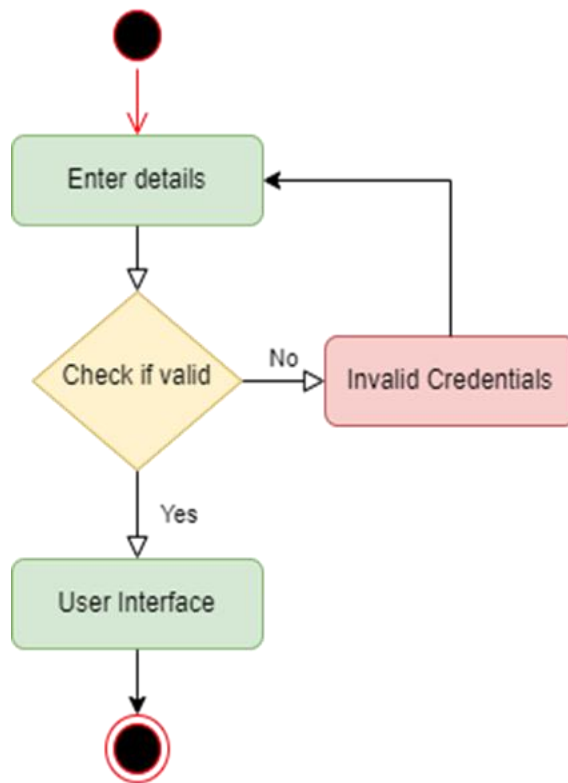 Enter details
Check if valid
No
Invalid Credentials
Yes
User Interface